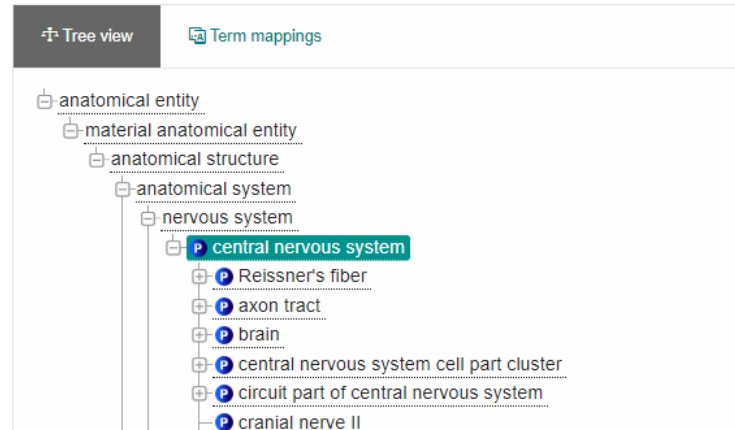 Tree view
Term mappings
anatomical entity
material anatomical entity
anatomical structure
anatomical system
nervous system
P central nervous system
P Reissner's fiber
P axon tract
P brain
P central nervous system cell part cluster
P circuit part of central nervous system
P cranial nerve II